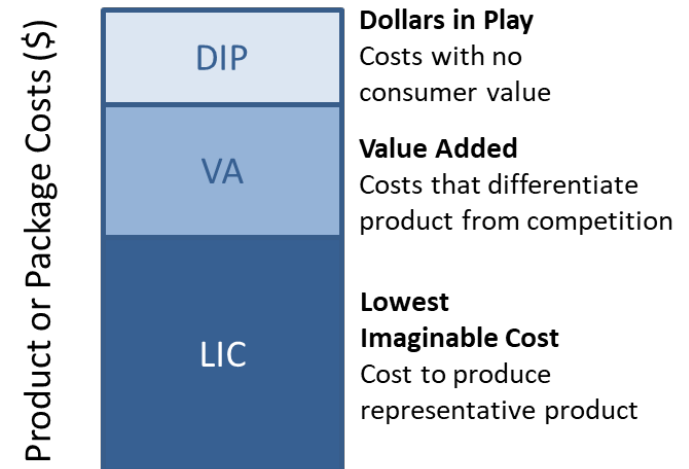 Product or Package Costs ($)
DIP
Dollars in Play
Costs with no
consumer value
VA
Value Added
Costs that differentiate
product from competition
LIC
Lowest
Imaginable Cost
Cost to produce
representative product